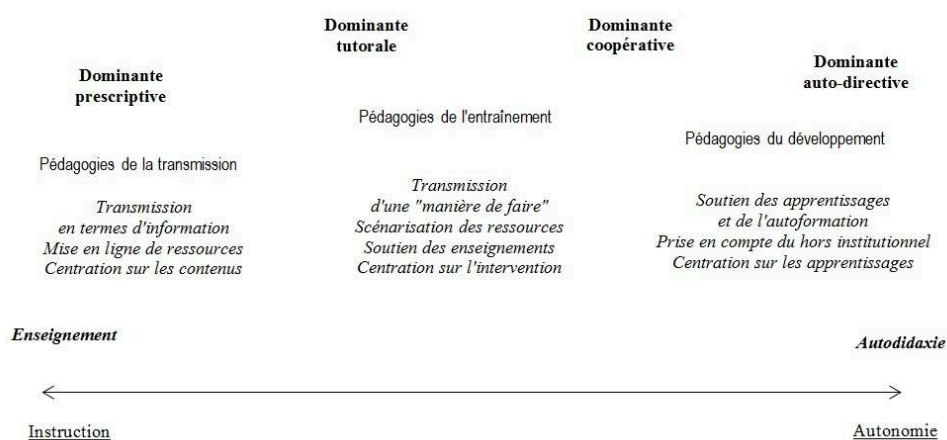 Dominante
tutorale
Dominante
coopérative
Dominante
prescriptive
Dominante
auto-directive
Pédagogies de l'entraînement
Pédagogies du développement
Pédagogies de la transmission
Transmission
en termes d'information
Mise en ligne de ressources
Centration sur les contenus
Transmission
d'une "manière de faire"
Scénarisation des ressources
Soutien des enseignements
Centration sur l'intervention
Soutien des apprentissages
et de l'autoformation
Prise en compte du hors institutionnel
Centration sur les apprentissages
Enseignement
Autodidaxie
Instruction
Autonomie